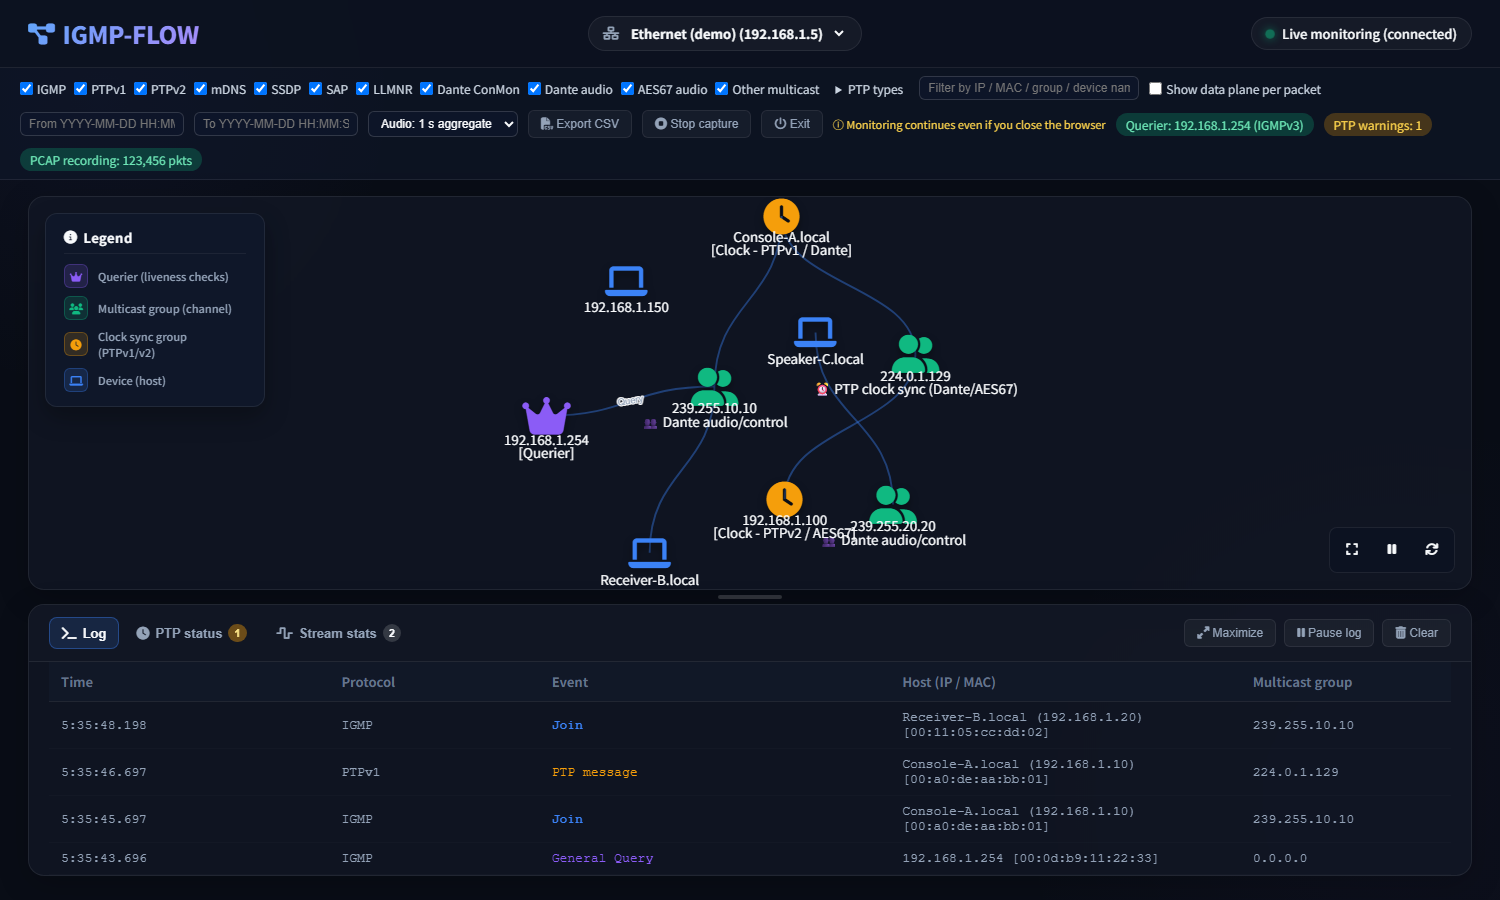 IGMP-FLOW
Ethernet (demo) (192.168.1.5)
Live monitoring (connected)
IGMP PTPv1 PTPv2 mDNS SSDP SAP LLMNR Dante ConMon Dante audio AES67 audio Other multicast PTP types Filter by IP / MAC / group / device nan Show data plane per packet
From YYYY-MM-DD HH:MM To YYYY-MM-DD HH:MM:S Audio: 1 s aggregate Export CSV Stop capture Exit Monitoring continues even if you close the browser Querier: 192.168.1.254 (IGMPv3) PTP warnings: 1
PCAP recording: 123,456 pkts
Legend
Querier (liveness checks)
Multicast group (channel)
Clock sync group
(PTPv1/v2)
Device (host)
Console-A.local
[Clock - PTPv1 / Dante]
192.168.1.150
Speaker-C.local
224.0.1.129
PTP clock sync (Dante/AES67)
Query
239.255.10.10
Dante audio/control
192.168.1.254
[Querier]
192.168.1.100
[Clock - PTPv2 / AES67]
239.255.20.20
Dante audio/control
Receiver-B.local
Log PTP status 1 Stream stats 2 Maximize Pause log Clear
Time Protocol Event Host (IP / MAC) Multicast group
5:35:48.198 IGMP Join Receiver-B.local (192.168.1.20) 239.255.10.10
[00:11:05:cc:dd:02]
5:35:46.697 PTPv1 PTP message Console-A.local (192.168.1.10) 224.0.1.129
[00:a0:de:aa:bb:01]
5:35:45.697 IGMP Join Console-A.local (192.168.1.10) 239.255.10.10
[00:a0:de:aa:bb:01]
5:35:43.696 IGMP General Query 192.168.1.254 [00:0d:b9:11:22:33] 0.0.0.0